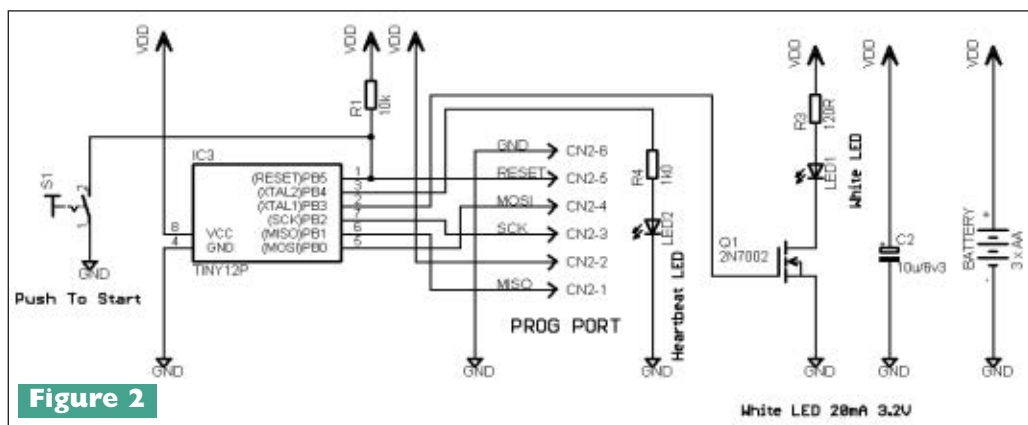 VDD
VDD
VDD
VDD
VDD
VDD
R1
10k
R3
120R
LED1
White LED
IC3
(RESET)PB5
(XTAL2)PB4
(XTAL1)PB3
(SCK)PB2
(MISO)PB1
(MOSI)PB0
VCC
GND
TINY12P
8
4
1
3
2
7
6
5
S1
2
1
GND
Push To Start
GND
GND
CN2-6
RESET
CN2-5
MOSI
CN2-4
SCK
CN2-3
CN2-2
MISO
CN2-1
PROG PORT
GND
R4
1k0
LED2
Heartbeat LED
GND
Q1
2N7002
GND
C2
+
10u/6v3
GND
BATTERY
3 x AA
+
-
GND
White LED 20mA 3.2V
Figure 2